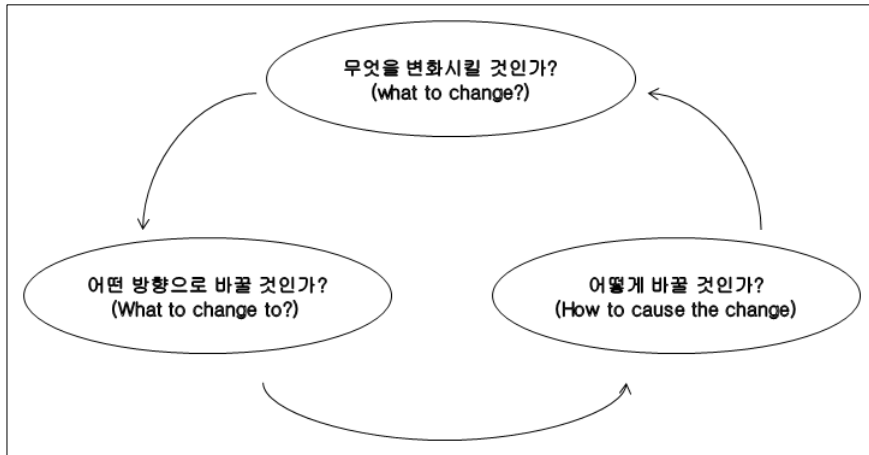 무엇을 변화시킬 것인가?
(what to change?)
어떤 방향으로 바꿀 것인가?
(What to change to?)
어떻게 바꿀 것인가?
(How to cause the change)